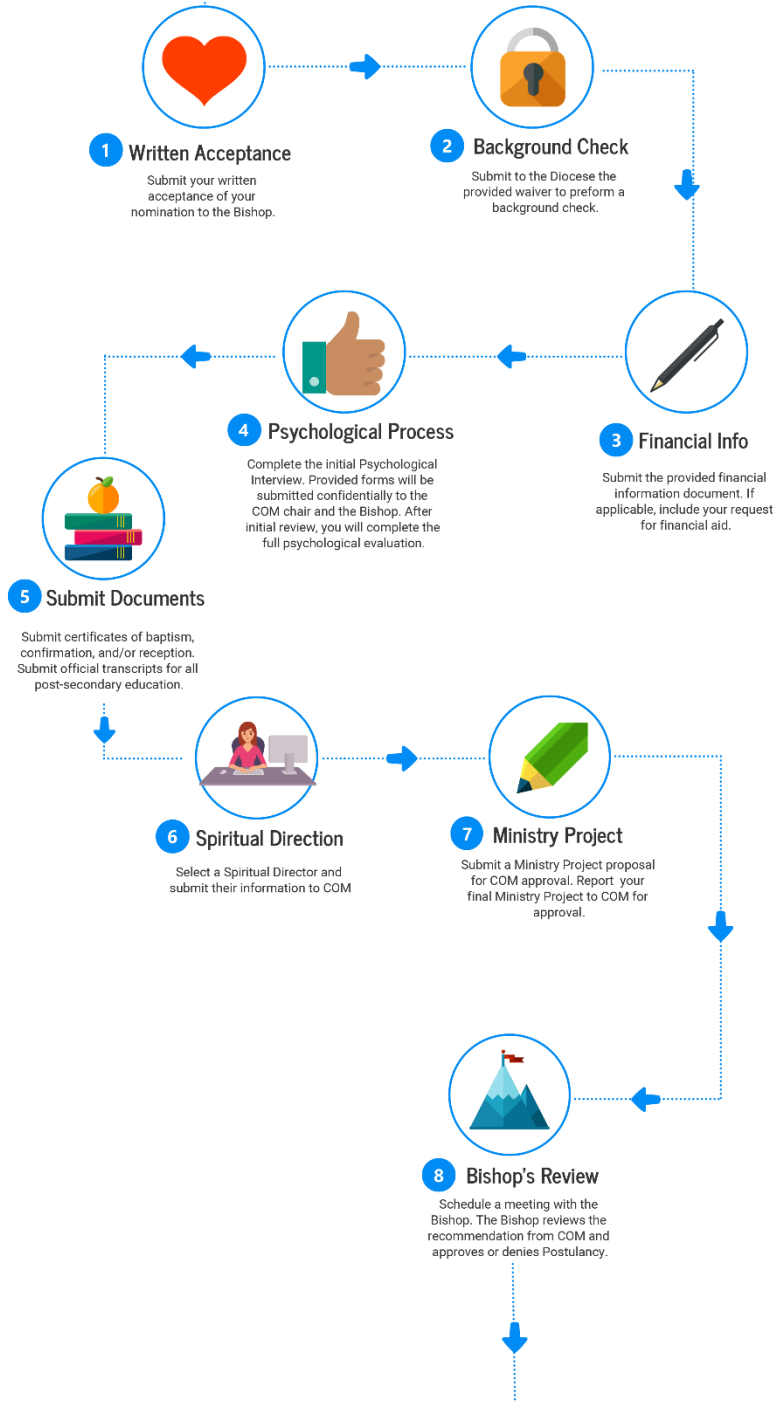 1 Written Acceptance
Submit your written
acceptance of your
nomination to the Bishop.
2 Background Check
Submit to the Diocese the
provided waiver to preform a
background check.
3 Financial Info
Submit the provided financial
information document. If
applicable, include your request
for financial aid.
4 Psychological Process
Complete the initial Psychological
Interview. Provided forms will be
submitted confidentially to the
COM chair and the Bishop. After
initial review, you will complete the
full psychological evaluation.
5 Submit Documents
Submit certificates of baptism,
confirmation, and/or reception.
Submit official transcripts for all
post-secondary education.
6 Spiritual Direction
Select a Spiritual Director and
submit their information to COM
7 Ministry Project
Submit a Ministry Project proposal
for COM approval. Report your
final Ministry Project to COM for
approval.
8 Bishop's Review
Schedule a meeting with the
Bishop. The Bishop reviews the
recommendation from COM and
approves or denies Postulancy.